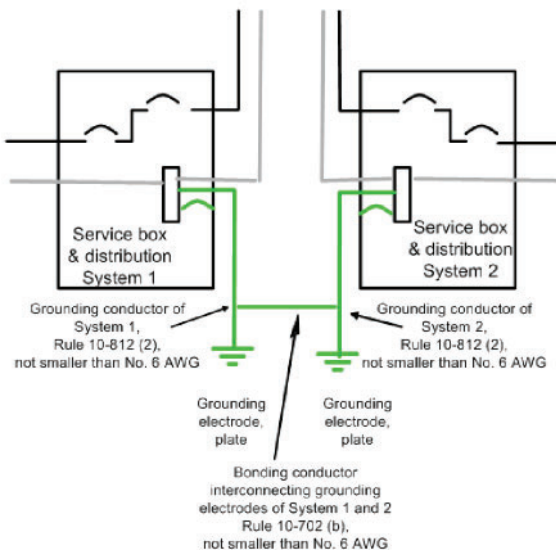 Service box
& distribution
System 1
Service box
& distribution
System 2
Grounding conductor of
System 1,
Rule 10-812 (2),
not smaller than No. 6 AWG
Grounding conductor of
System 2,
Rule 10-812 (2),
not smaller than No. 6 AWG
Grounding
electrode,
plate
Grounding
electrode,
plate
Bonding conductor
interconnecting grounding
electrodes of System 1 and 2
Rule 10-702 (b),
not smaller than No. 6 AWG